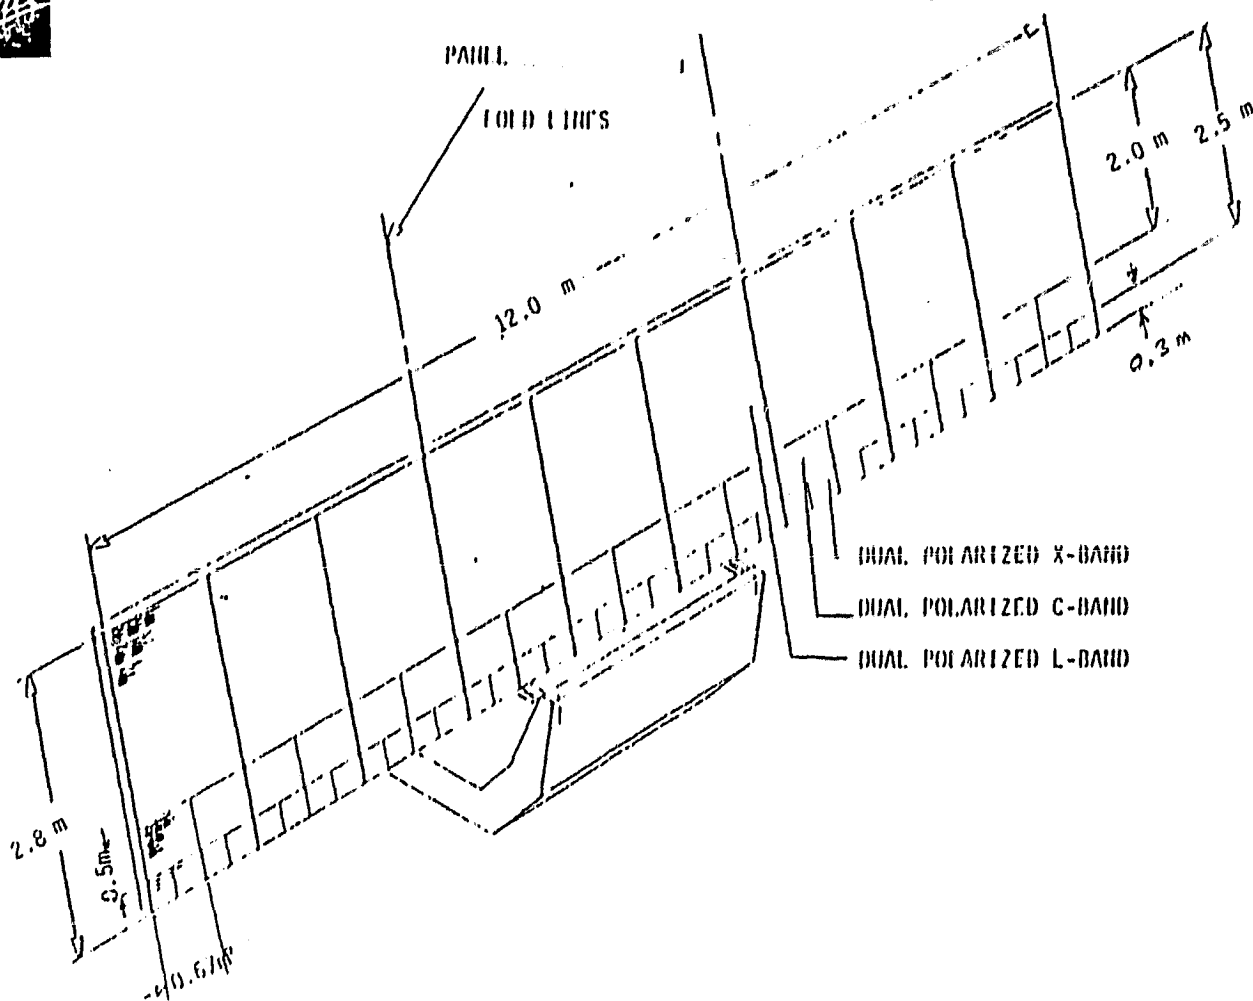 PANEL
FOLD LINES
12.0 m
2.0 m
2.5 m
0.3 m
DUAL POLARIZED X-BAND
DUAL POLARIZED C-BAND
DUAL POLARIZED L-BAND
2.8 m
0.5m